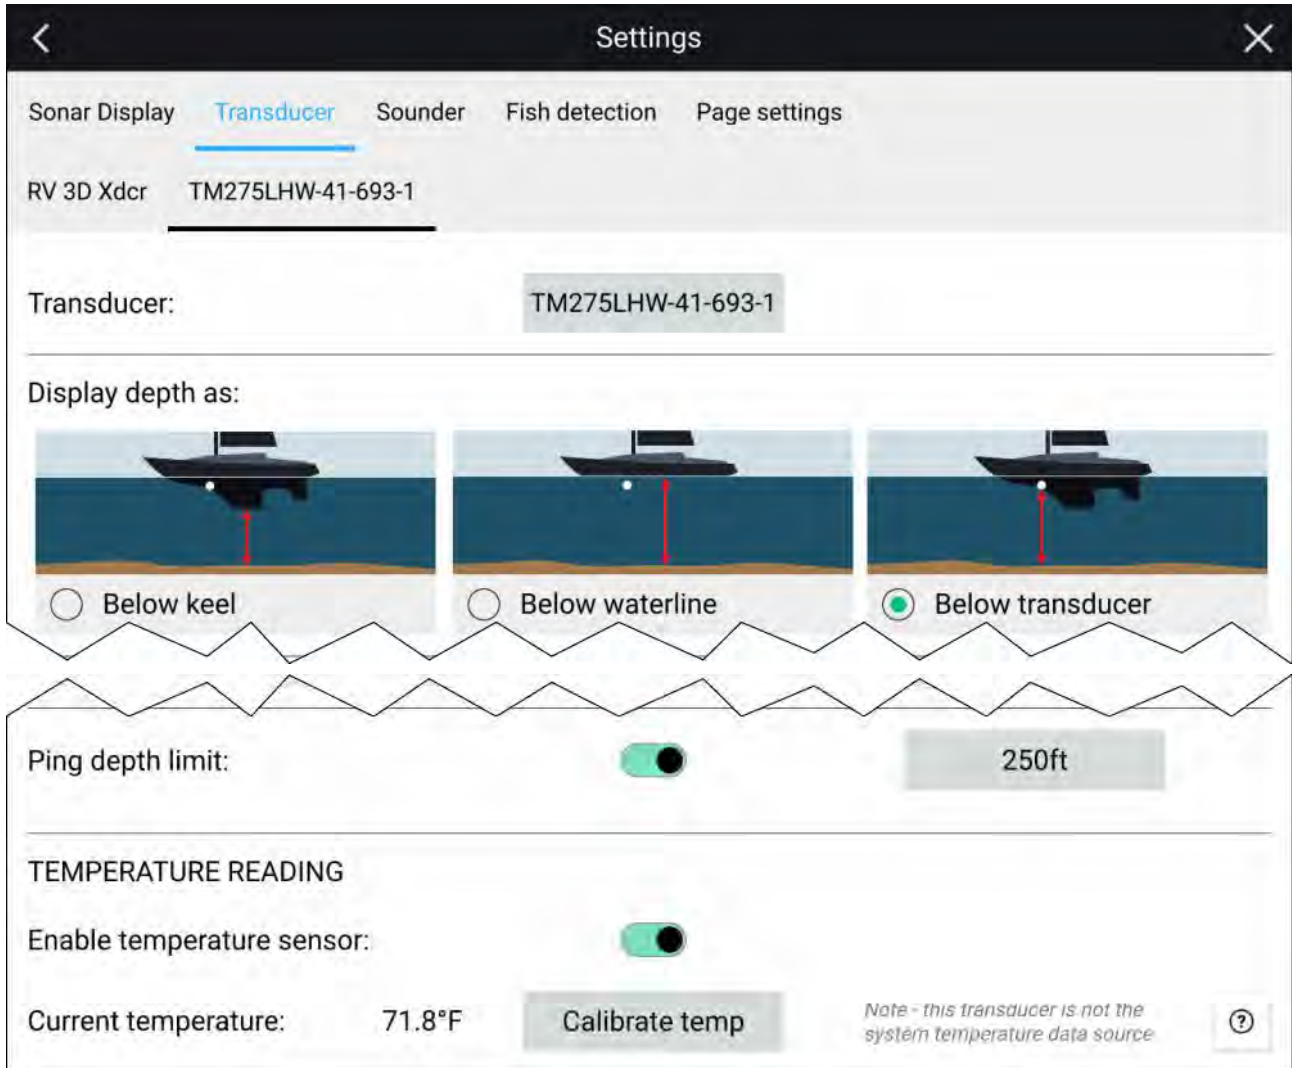 Settings
Sonar Display Transducer Sounder Fish detection Page settings
RV 3D Xdcr TM275LHW-41-693-1
Transducer: TM275LHW-41-693-1
Display depth as:
Below keel Below waterline Below transducer
Ping depth limit: 250ft
TEMPERATURE READING
Enable temperature sensor:
Current temperature: 71.8°F Calibrate temp
Note - this transducer is not the
system temperature data source